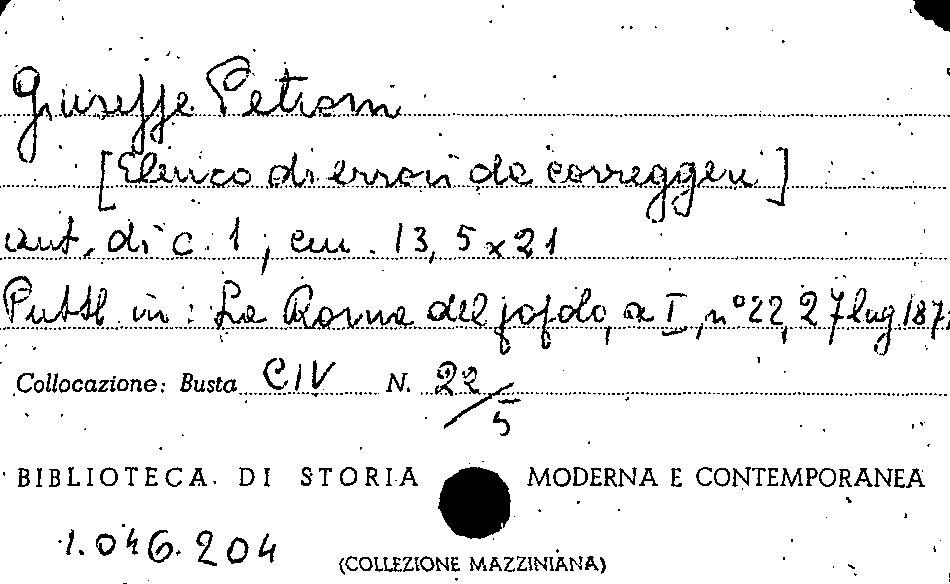 Giuseppe Petroni
[Elenco di errori da correggere]
aut. di c. 1, cm. 13,5 x 21
Pubbl. in: La Roma del popolo, a I, n° 22, 27 lug 187
Collocazione: Busta CIV N. 22/5
BIBLIOTECA DI STORIA MODERNA E CONTEMPORANEA
1.046.204
(COLLEZIONE MAZZINIANA)